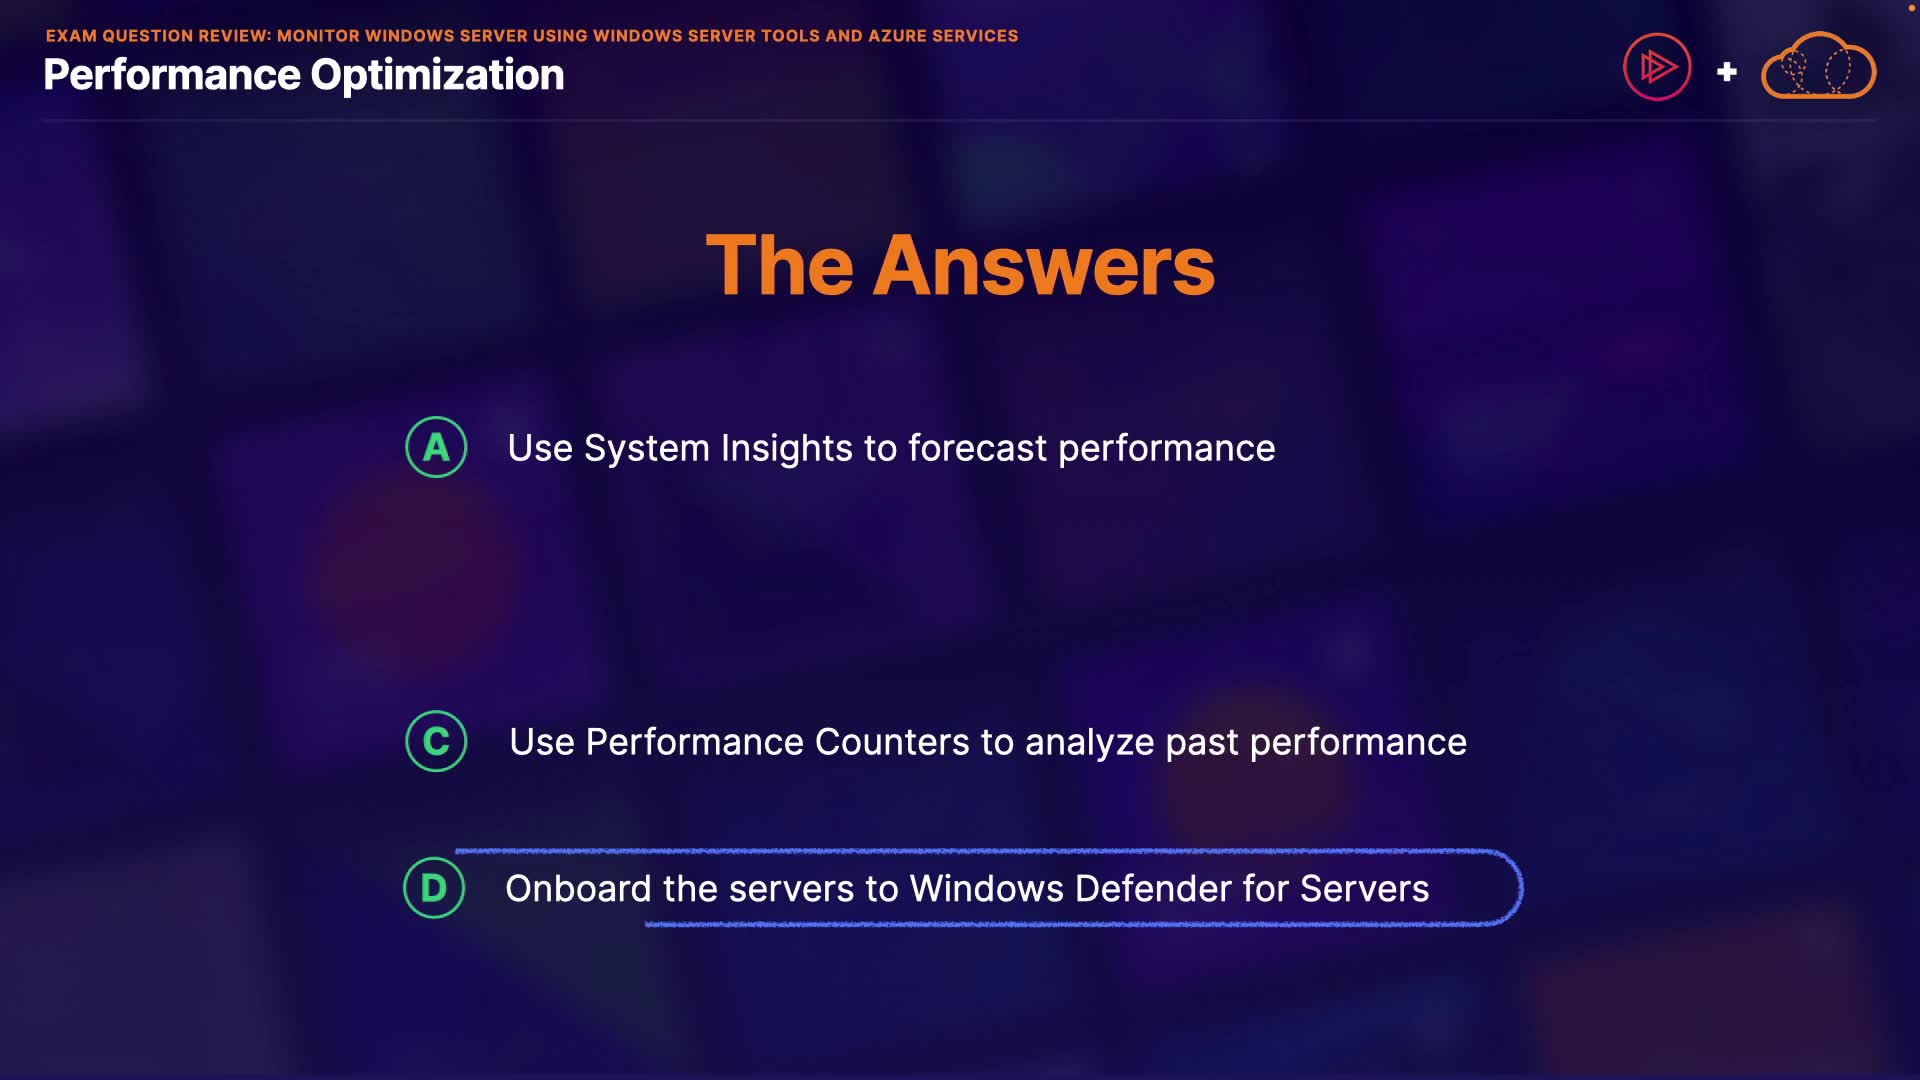 EXAM QUESTION REVIEW: MONITOR WINDOWS SERVER USING WINDOWS SERVER TOOLS AND AZURE SERVICES
Performance Optimization
+
The Answers
A Use System Insights to forecast performance
C Use Performance Counters to analyze past performance
D Onboard the servers to Windows Defender for Servers